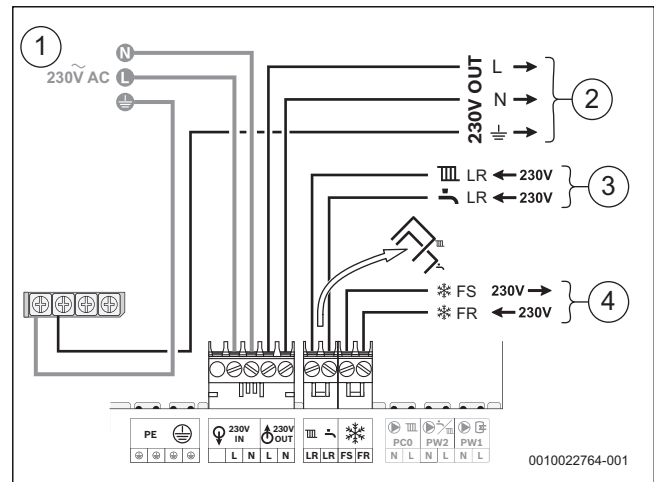 1
N
230V AC
L
230V OUT
L
N
2
LR 230V
LR 230V
3
FS 230V
FR 230V
4
PE
230V IN
L N
230V OUT
L N
LR LR FS FR
PC0
N L
PW2
N L
PW1
N L
0010022764-001